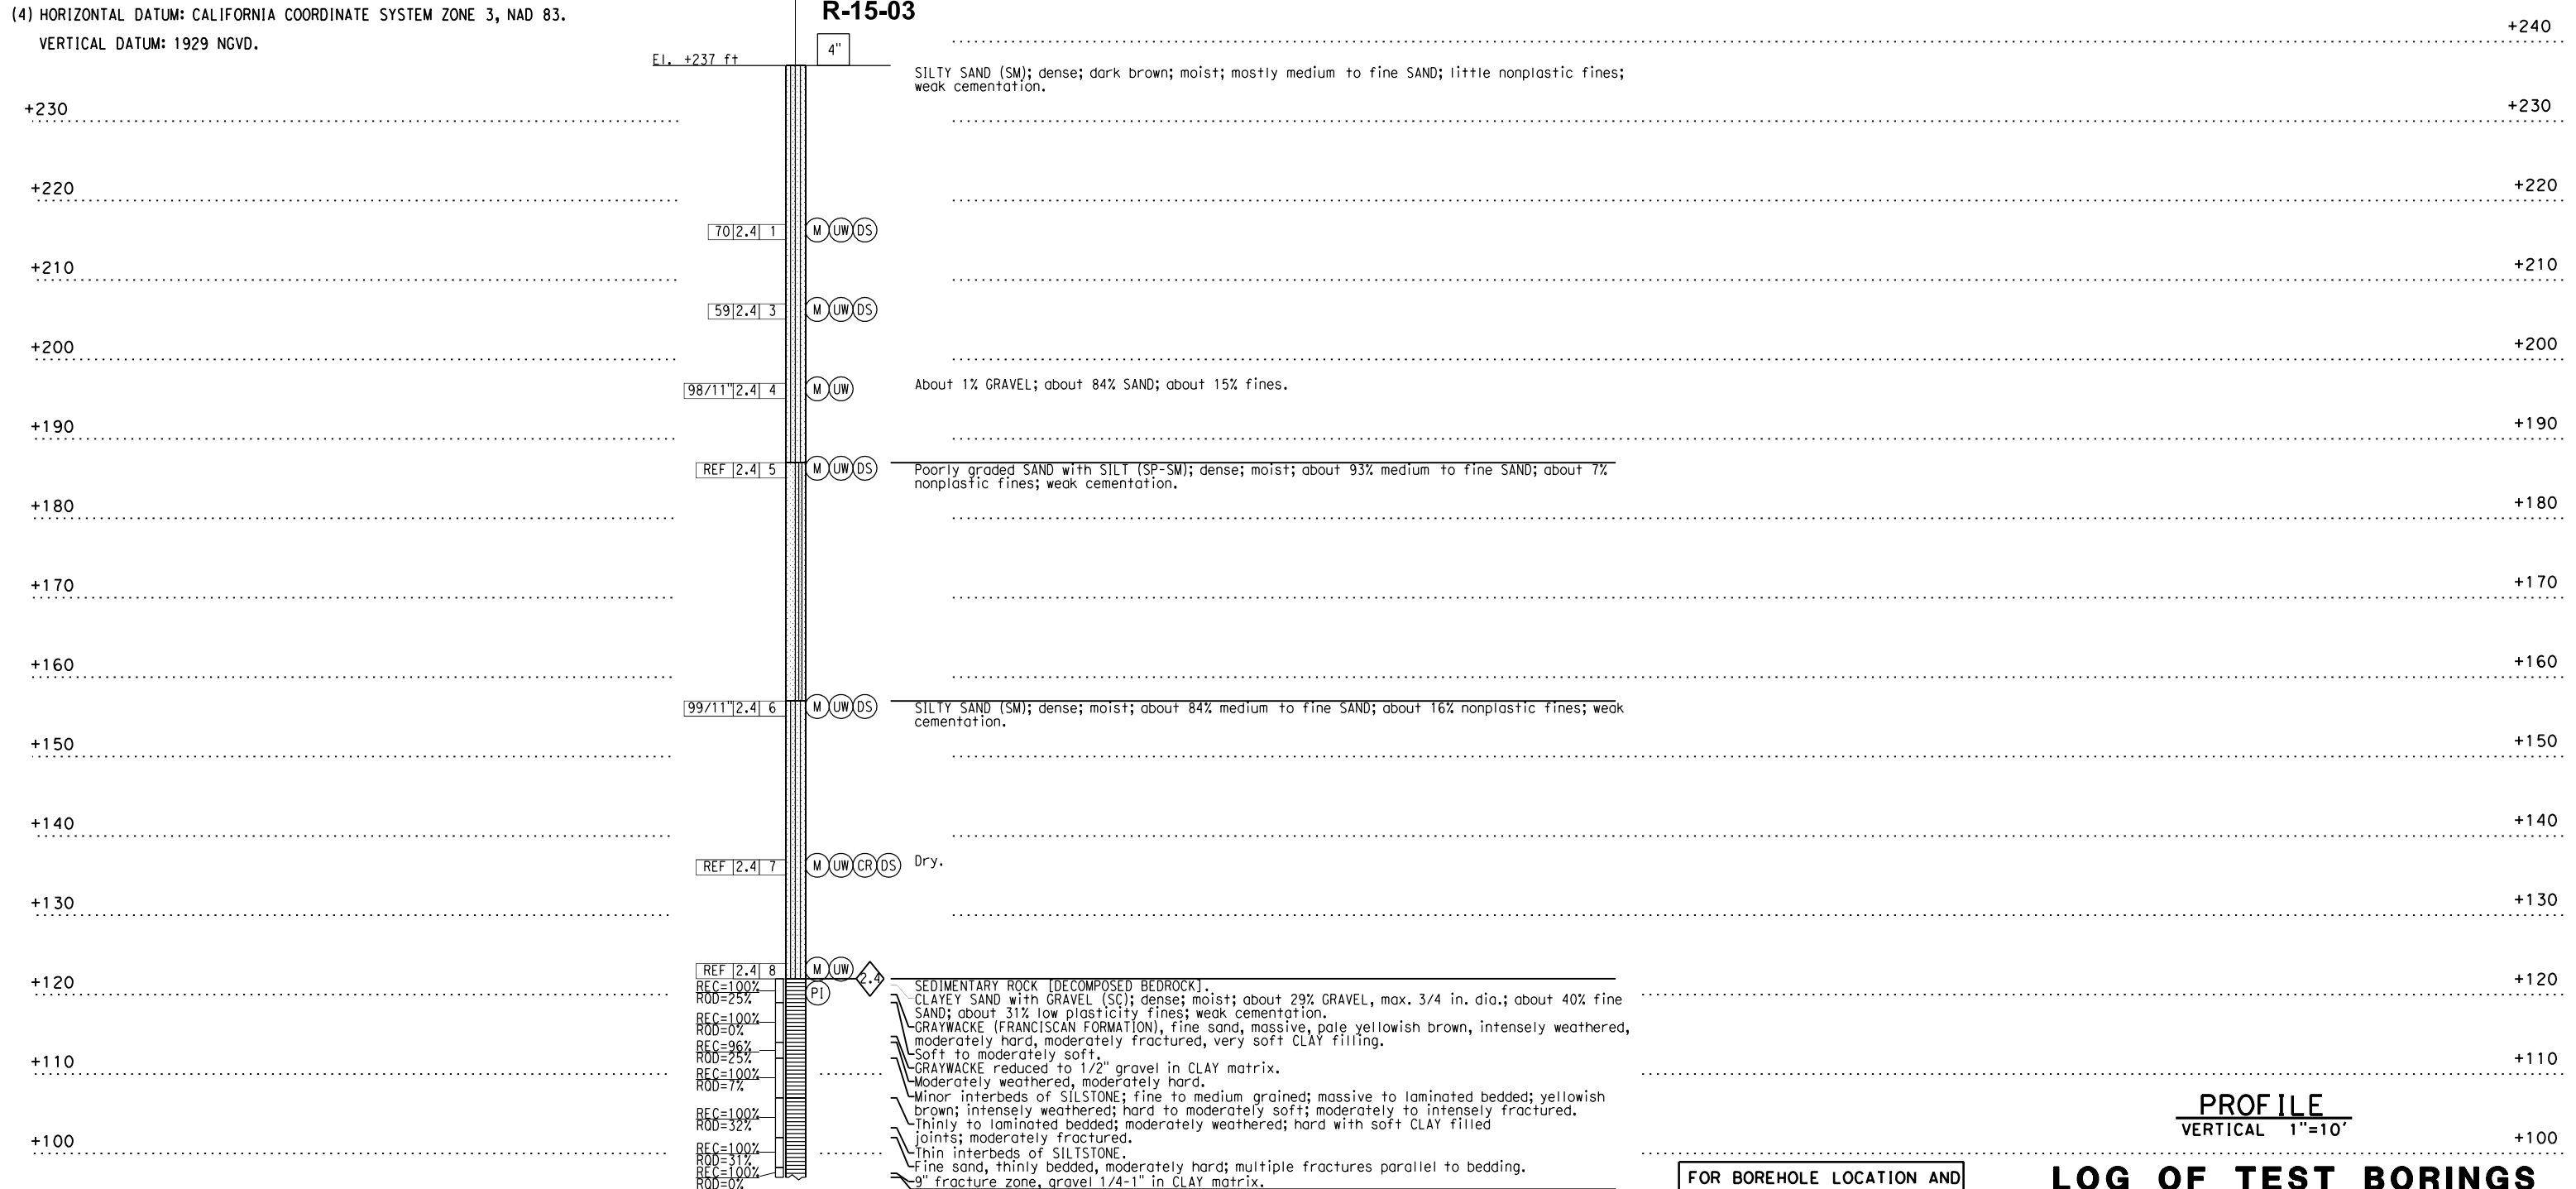 (4) HORIZONTAL DATUM: CALIFORNIA COORDINATE SYSTEM ZONE 3, NAD 83.
VERTICAL DATUM: 1929 NGVD.
R-15-03
4"
El. +237 ft
+240
SILTY SAND (SM); dense; dark brown; moist; mostly medium to fine SAND; little nonplastic fines;
weak cementation.
+230 +230
+220 +220
70 2.4 1 M UW DS
+210 +210
59 2.4 3 M UW DS
+200 +200
98/11" 2.4 4 M UW About 1% GRAVEL; about 84% SAND; about 15% fines.
+190 +190
REF 2.4 5 M UW DS Poorly graded SAND with SILT (SP-SM); dense; moist; about 93% medium to fine SAND; about 7%
nonplastic fines; weak cementation.
+180 +180
+170 +170
+160 +160
99/11" 2.4 6 M UW DS SILTY SAND (SM); dense; moist; about 84% medium to fine SAND; about 16% nonplastic fines; weak
cementation.
+150 +150
+140 +140
REF 2.4 7 M UW CR DS Dry.
+130 +130
REF 2.4 8 M UW 2.4
PI
+120 +120
REC=100%
RQD=25%
REC=100%
RQD=0%
REC=96%
RQD=25%
REC=100%
RQD=7%
REC=100%
RQD=32%
REC=100%
RQD=31%
REC=100%
RQD=0%
SEDIMENTARY ROCK [DECOMPOSED BEDROCK].
CLAYEY SAND with GRAVEL (SC); dense; moist; about 29% GRAVEL, max. 3/4 in. dia.; about 40% fine
SAND; about 31% low plasticity fines; weak cementation.
GRAYWACKE (FRANCISCAN FORMATION), fine sand, massive, pale yellowish brown, intensely weathered,
moderately hard, moderately fractured, very soft CLAY filling.
Soft to moderately soft.
GRAYWACKE reduced to 1/2" gravel in CLAY matrix.
Moderately weathered, moderately hard.
Minor interbeds of SILSTONE; fine to medium grained; massive to laminated bedded; yellowish
brown; intensely weathered; hard to moderately soft; moderately to intensely fractured.
Thinly to laminated bedded; moderately weathered; hard with soft CLAY filled
joints; moderately fractured.
Thin interbeds of SILTSTONE.
Fine sand, thinly bedded, moderately hard; multiple fractures parallel to bedding.
9" fracture zone, gravel 1/4-1" in CLAY matrix.
+110 +110
+100 +100
PROFILE
VERTICAL 1"=10'
FOR BOREHOLE LOCATION AND
LOG OF TEST BORINGS